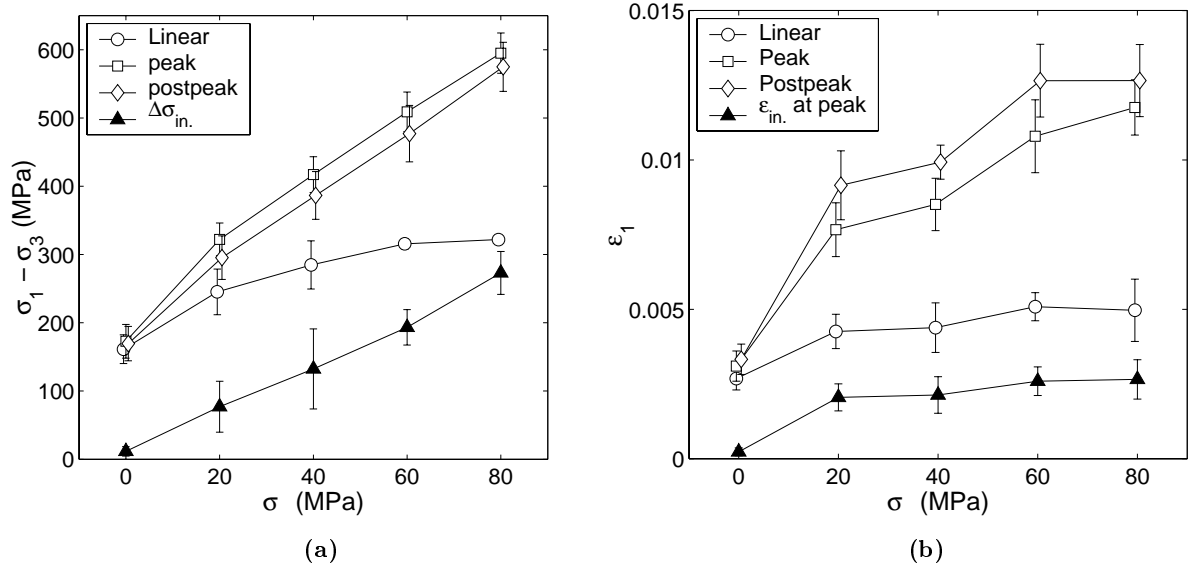 Linear
peak
postpeak
Δσin.
600
500
400
300
200
100
0
σ1 − σ3 (MPa)
0 20 40 60 80
σ (MPa)
(a)
Linear
Peak
Postpeak
εin. at peak
0.015
0.01
0.005
0
ε1
0 20 40 60 80
σ (MPa)
(b)